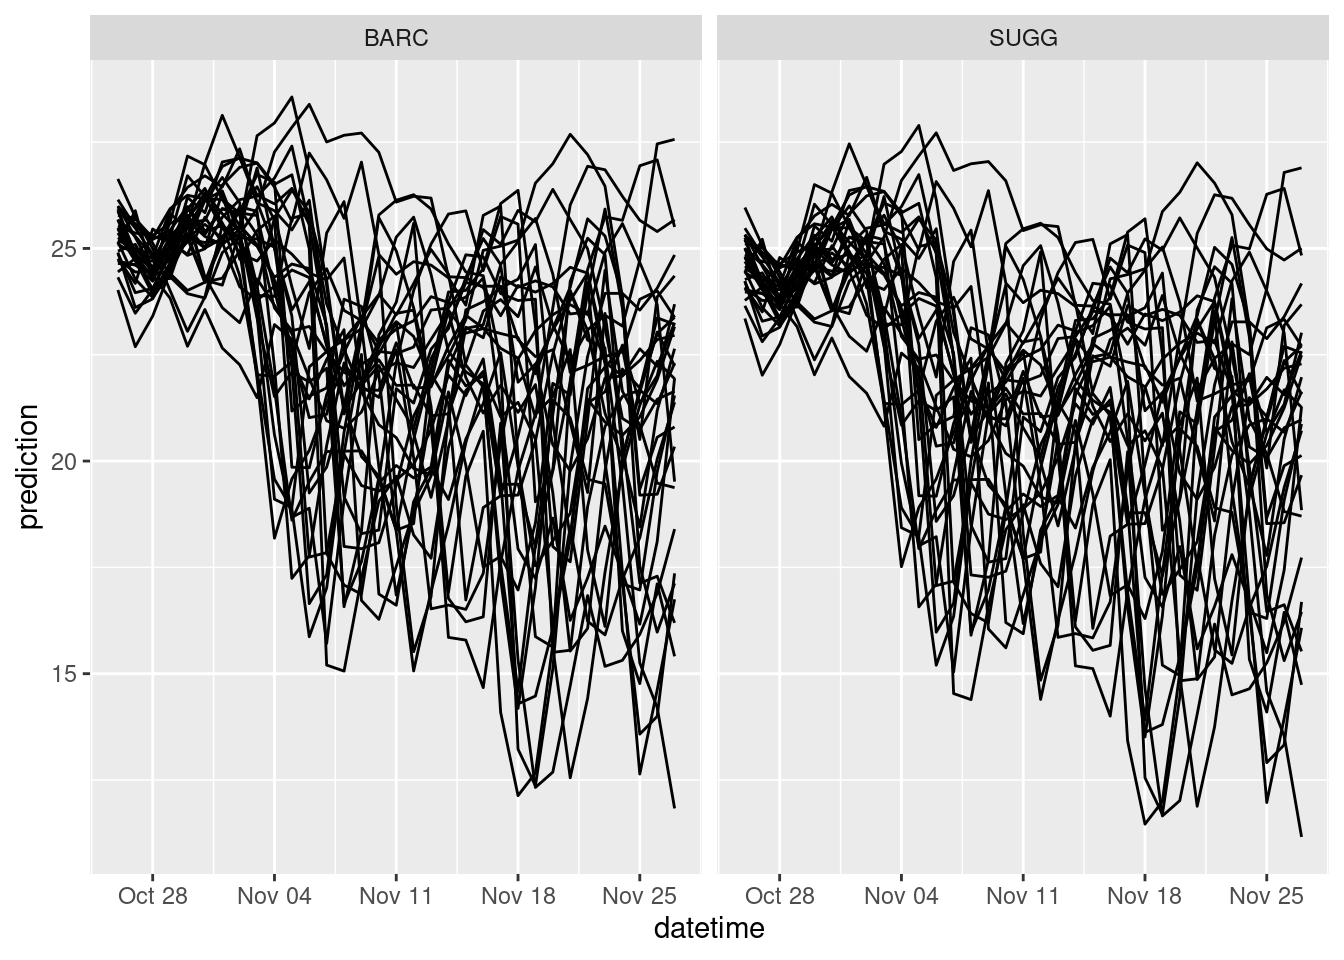 BARC
SUGG
prediction
25
20
15
Oct 28
Nov 04
Nov 11
Nov 18
Nov 25
Oct 28
Nov 04
Nov 11
Nov 18
Nov 25
datetime